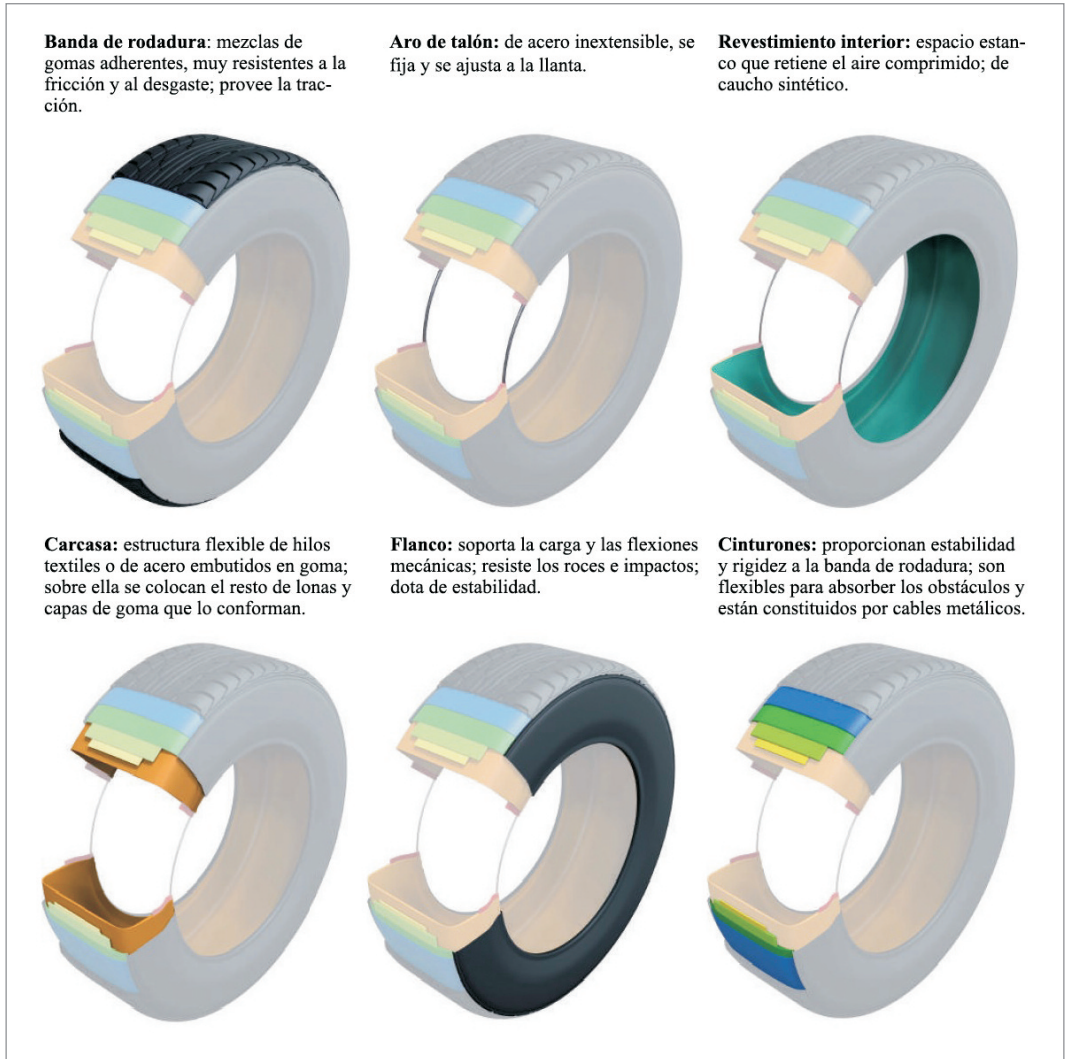 Banda de rodadura: mezclas de
gomas adherentes, muy resistentes a la
fricción y al desgaste; provee la trac-
ción.
Aro de talón: de acero inextensible, se
fija y se ajusta a la llanta.
Revestimiento interior: espacio estan-
co que retiene el aire comprimido; de
caucho sintético.
Carcasa: estructura flexible de hilos
textiles o de acero embutidos en goma;
sobre ella se colocan el resto de lonas y
capas de goma que lo conforman.
Flanco: soporta la carga y las flexiones
mecánicas; resiste los roces e impactos;
dota de estabilidad.
Cinturones: proporcionan estabilidad
y rigidez a la banda de rodadura; son
flexibles para absorber los obstáculos y
están constituidos por cables metálicos.